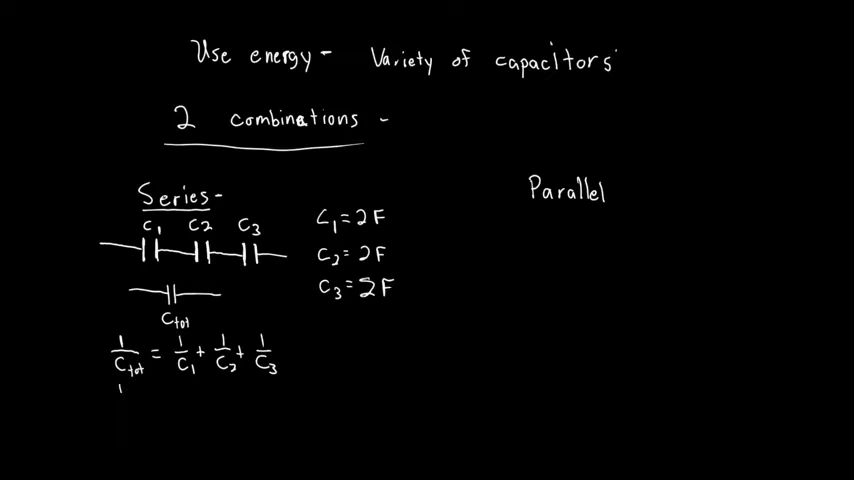 Use energy - Variety of capacitors
2 combinations -
Series -
C1 C2 C3
Ctot
1/Ctot = 1/C1 + 1/C2 + 1/C3
1
C1 = 2F
C2 = 2F
C3 = 2F
Parallel